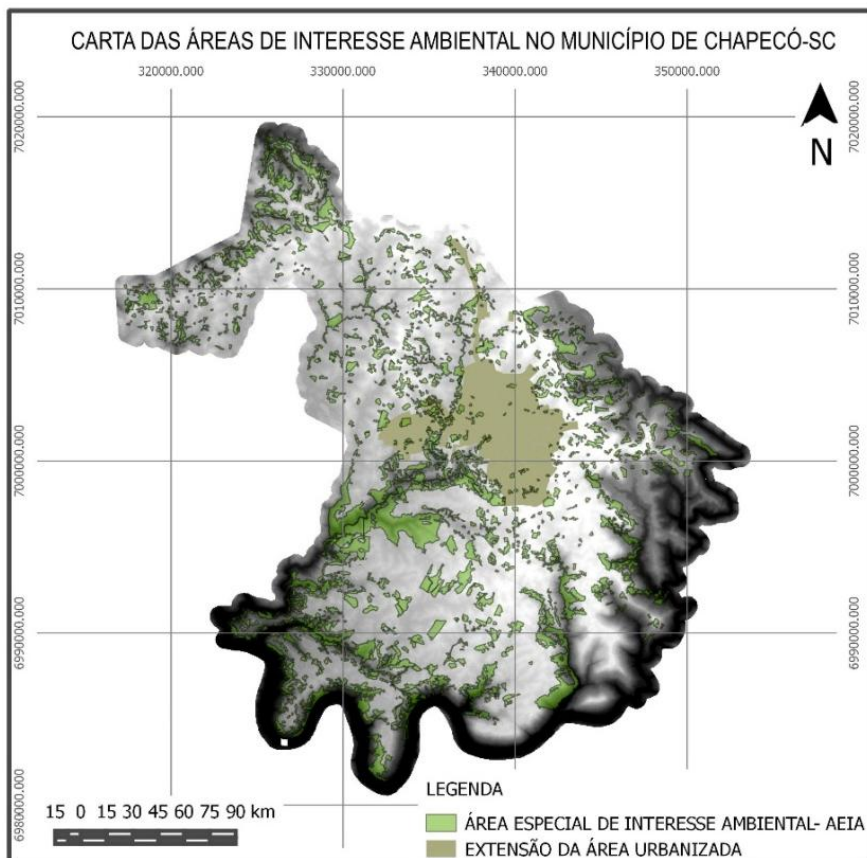 CARTA DAS ÁREAS DE INTERESSE AMBIENTAL NO MUNICÍPIO DE CHAPECÓ-SC
320000.000 330000.000 340000.000 350000.000
7020000.000 7020000.000
N
7010000.000 7010000.000
7000000.000 7000000.000
6990000.000 6990000.000
6980000.000 6980000.000
LEGENDA
15 0 15 30 45 60 75 90 km
ÁREA ESPECIAL DE INTERESSE AMBIENTAL- AEIA
EXTENSÃO DA ÁREA URBANIZADA